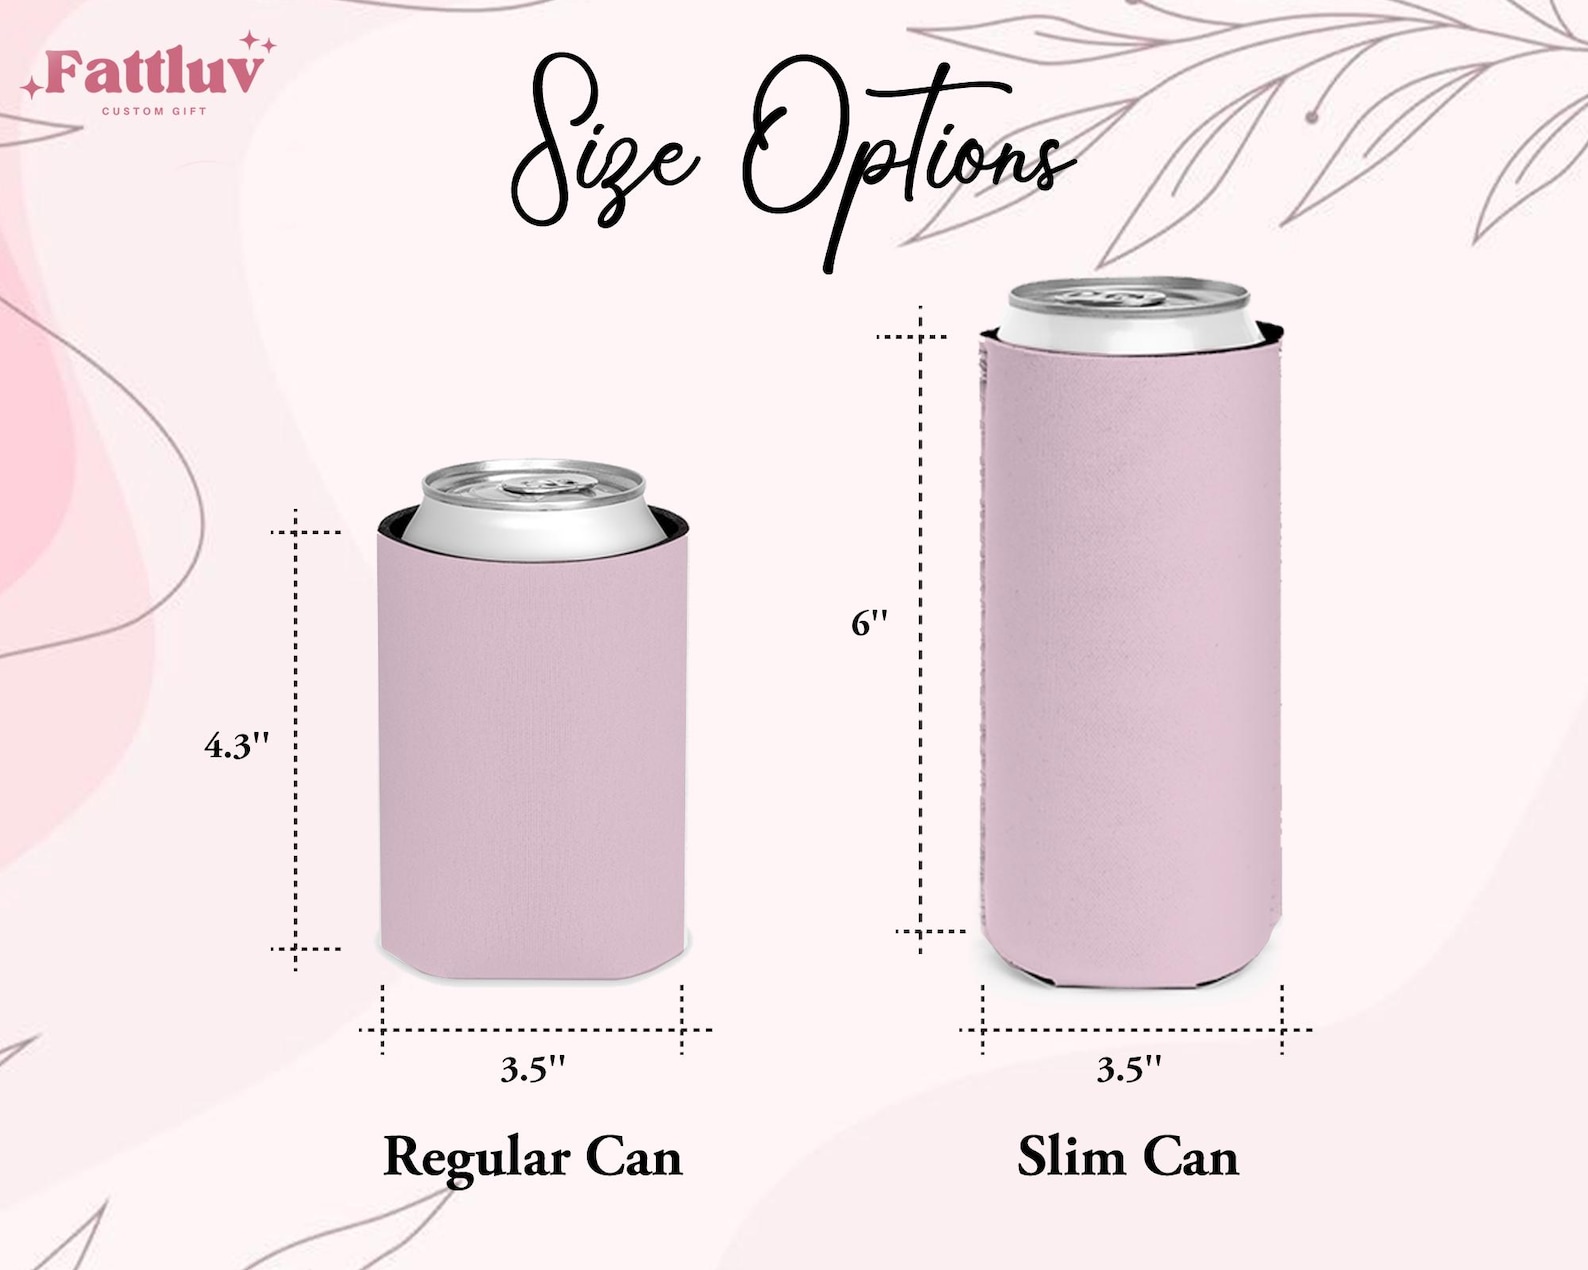 Fattluv
CUSTOM GIFT
Size Options
6"
4.3"
3.5"
3.5"
Regular Can
Slim Can